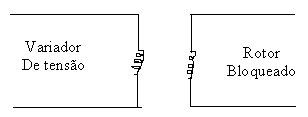 Variador
De tensão
Rotor
Bloqueado